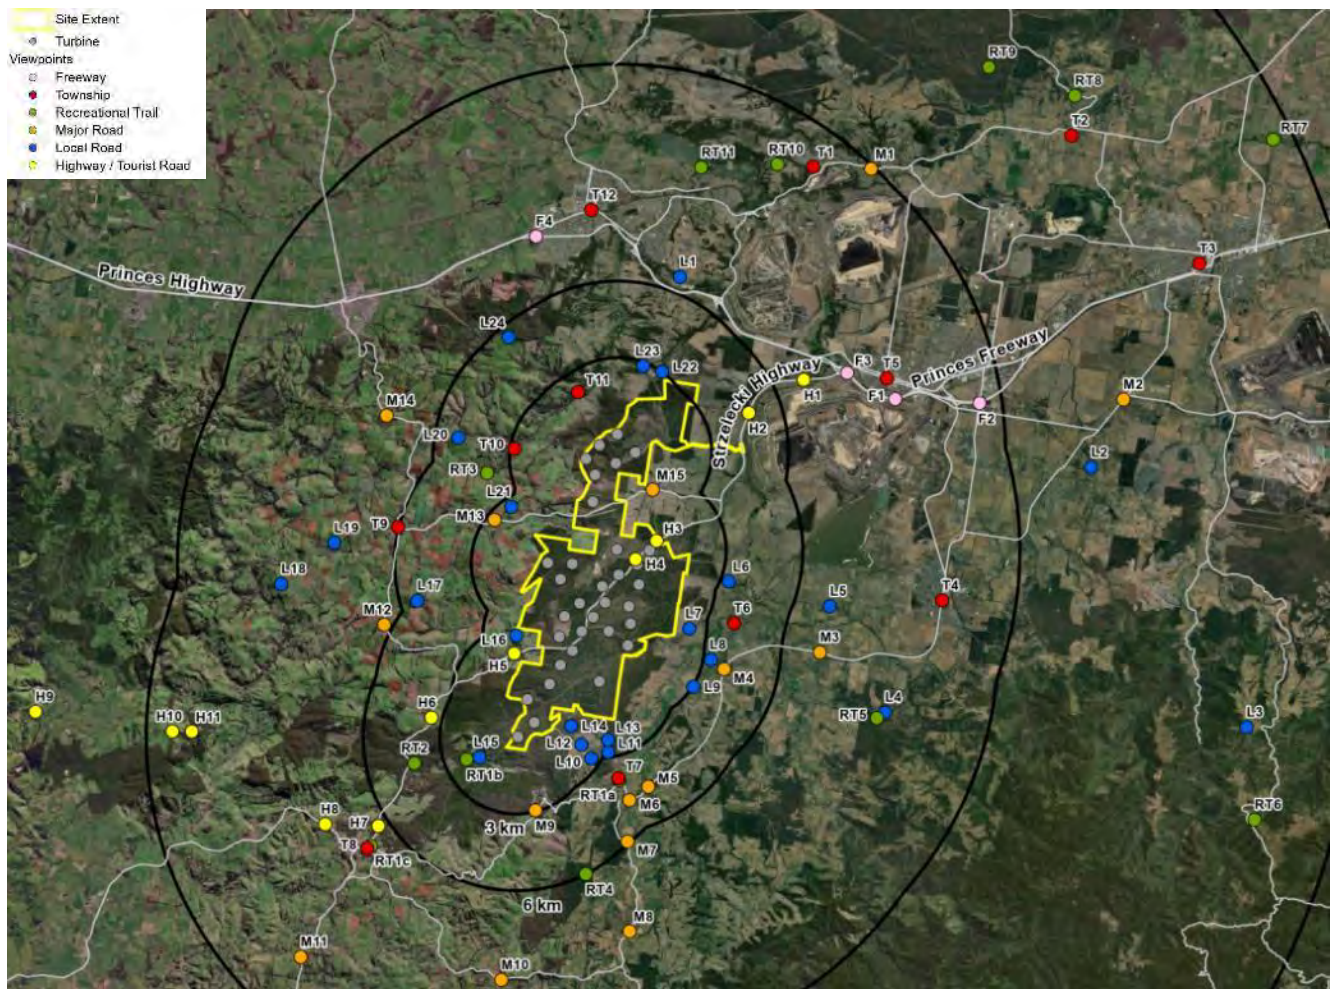 Site Extent
Turbine
Viewpoints
Freeway
Township
Recreational Trail
Major Road
Local Road
Highway / Tourist Road
RT9
RT8
T2
RT7
RT11
RT10
T1
M1
T12
F4
T3
L1
Princes Highway
L24
L23
L22
Strzelecki Highway
F3
T5
Princes Freeway
H1
F1
F2
M2
T11
M14
H2
L20
T10
RT3
L2
M15
L21
M13
T9
H3
L19
H4
L18
L17
L6
L5
T4
M12
L7
T6
L16
H5
L8
M3
M4
L9
H9
H10
H11
H6
L14
L13
RT5
L4
L3
L12
L11
L15
L10
RT2
RT1b
T7
M5
RT1a
M6
H8
H7
3 km
M9
RT6
T8
RT1c
M7
RT4
6 km
M8
M11
M10